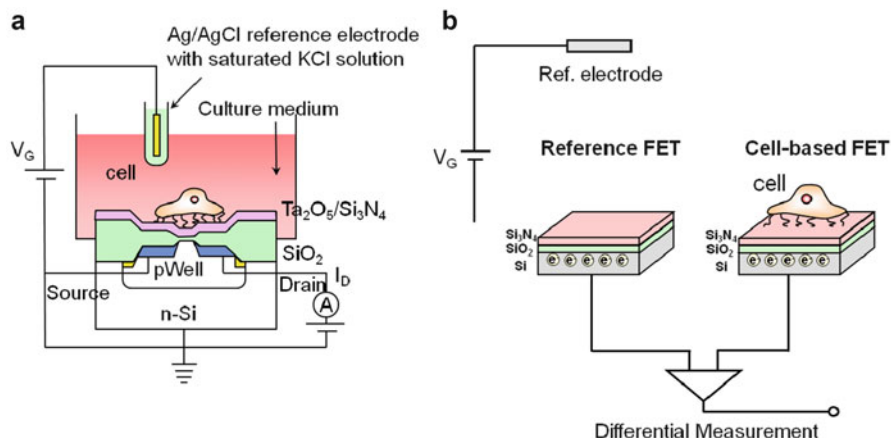 a
Ag/AgCl reference electrode
with saturated KCl solution
Culture medium
V_G
cell
Ta₂O₅/Si₃N₄
SiO₂
pWell
Source
Drain
I_D
A
n-Si
b
Ref. electrode
V_G
Reference FET
Cell-based FET
cell
Si₃N₄
SiO₂
Si
e e e e e
Si₃N₄
SiO₂
Si
e e e e e
Differential Measurement